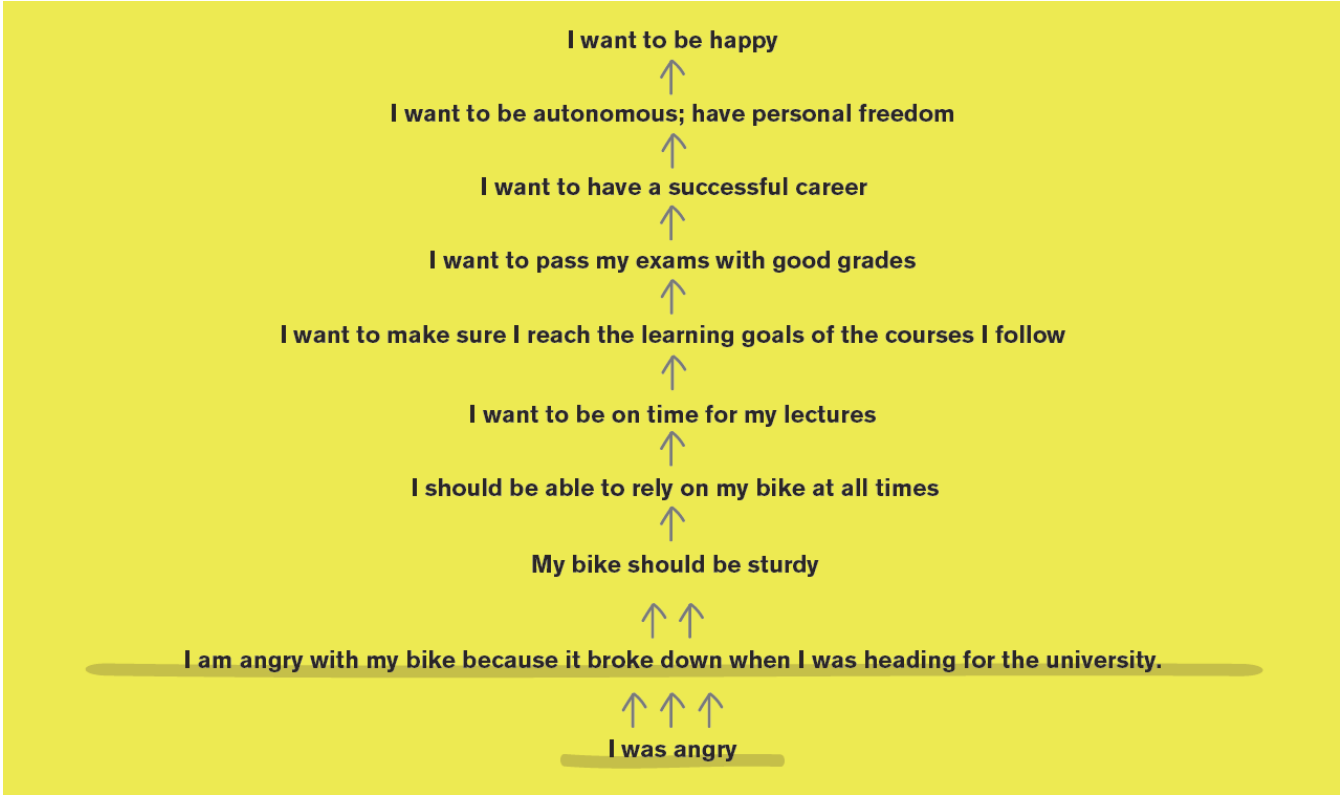 I want to be happy
I want to be autonomous; have personal freedom
I want to have a successful career
I want to pass my exams with good grades
I want to make sure I reach the learning goals of the courses I follow
I want to be on time for my lectures
I should be able to rely on my bike at all times
My bike should be sturdy
I am angry with my bike because it broke down when I was heading for the university.
I was angry